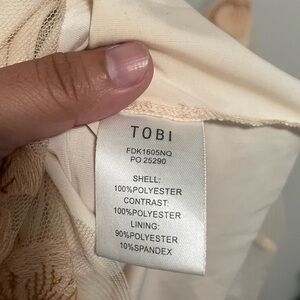 TOBI
FDK1605NQ
PO 25290
SHELL:
100%POLYESTER
CONTRAST:
100%POLYESTER
LINING:
90%POLYESTER
10%SPANDEX